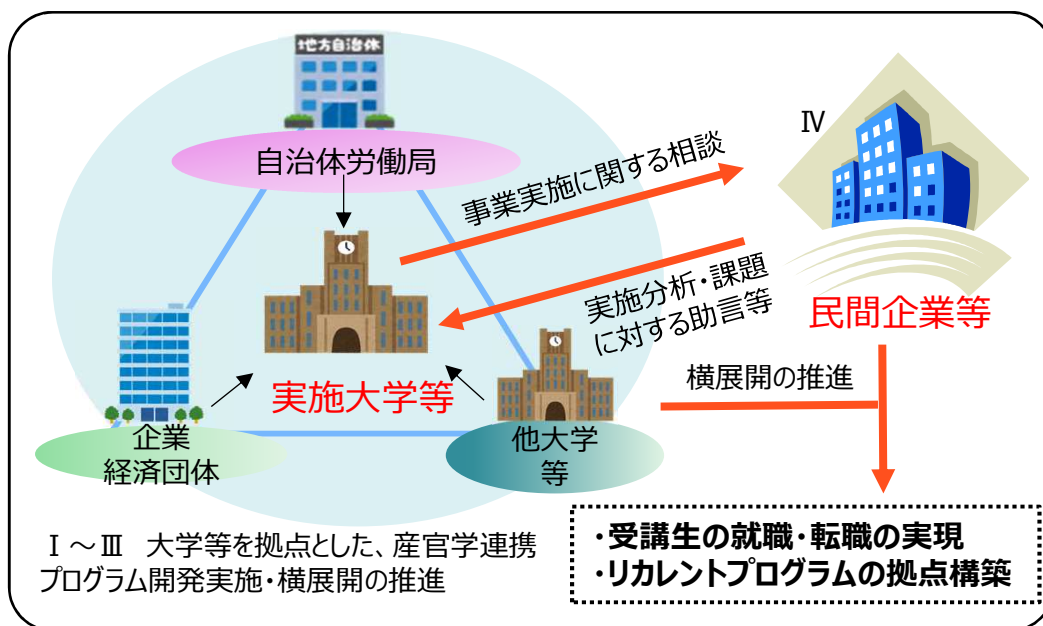 地方自治体
自治体労働局
Ⅳ
事業実施に関する相談
実施分析・課題
に対する助言等
民間企業等
実施大学等
横展開の推進
企業
経済団体
他大学
等
Ⅰ～Ⅲ 大学等を拠点とした、産官学連携
プログラム開発実施・横展開の推進
・受講生の就職・転職の実現
・リカレントプログラムの拠点構築